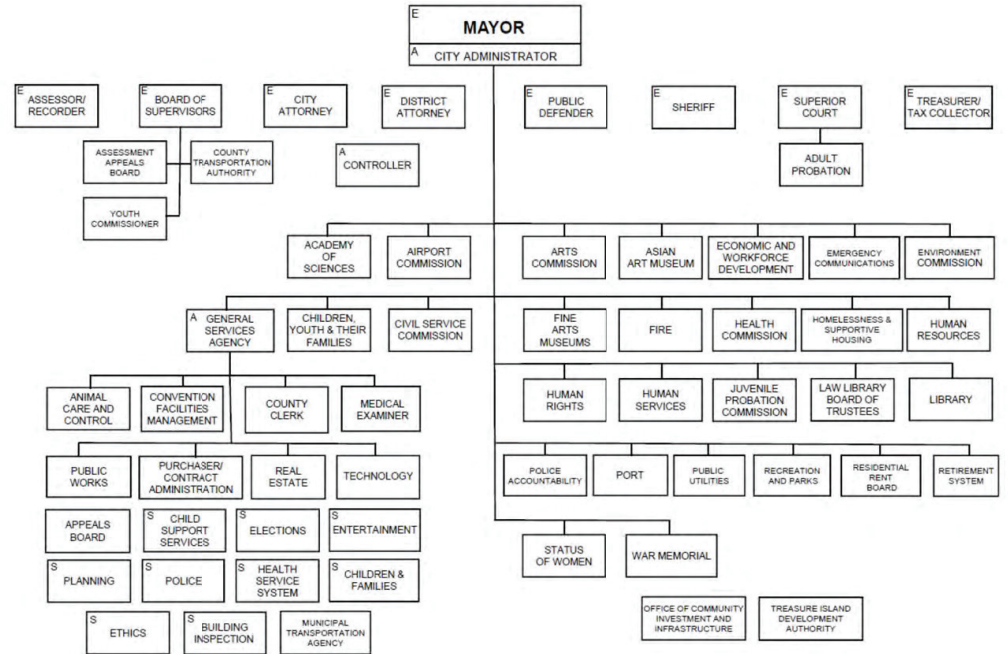 E
MAYOR
A CITY ADMINISTRATOR
E ASSESSOR/
RECORDER
E BOARD OF
SUPERVISORS
E CITY
ATTORNEY
E DISTRICT
ATTORNEY
E PUBLIC
DEFENDER
E SHERIFF
E SUPERIOR
COURT
E TREASURER/
TAX COLLECTOR
ASSESSMENT
APPEALS
BOARD
COUNTY
TRANSPORTATION
AUTHORITY
A CONTROLLER
ADULT
PROBATION
YOUTH
COMMISSIONER
ACADEMY
OF
SCIENCES
AIRPORT
COMMISSION
ARTS
COMMISSION
ASIAN
ART MUSEUM
ECONOMIC AND
WORKFORCE
DEVELOPMENT
EMERGENCY
COMMUNICATIONS
ENVIRONMENT
COMMISSION
A GENERAL
SERVICES
AGENCY
CHILDREN,
YOUTH & THEIR
FAMILIES
CIVIL SERVICE
COMMISSION
FINE
ARTS
MUSEUMS
FIRE
HEALTH
COMMISSION
HOMELESSNESS &
SUPPORTIVE
HOUSING
HUMAN
RESOURCES
ANIMAL
CARE AND
CONTROL
CONVENTION
FACILITIES
MANAGEMENT
COUNTY
CLERK
MEDICAL
EXAMINER
HUMAN
RIGHTS
HUMAN
SERVICES
JUVENILE
PROBATION
COMMISSION
LAW LIBRARY
BOARD OF
TRUSTEES
LIBRARY
PUBLIC
WORKS
PURCHASER/
CONTRACT
ADMINISTRATION
REAL
ESTATE
TECHNOLOGY
POLICE
ACCOUNTABILITY
PORT
PUBLIC
UTILITIES
RECREATION
AND PARKS
RESIDENTIAL
RENT
BOARD
RETIREMENT
SYSTEM
APPEALS
BOARD
S CHILD
SUPPORT
SERVICES
S ELECTIONS
S ENTERTAINMENT
STATUS
OF WOMEN
WAR MEMORIAL
S PLANNING
S POLICE
S HEALTH
SERVICE
SYSTEM
S CHILDREN &
FAMILIES
S ETHICS
S BUILDING
INSPECTION
MUNICIPAL
TRANSPORTATION
AGENCY
OFFICE OF COMMUNITY
INVESTMENT AND
INFRASTRUCTURE
TREASURE ISLAND
DEVELOPMENT
AUTHORITY